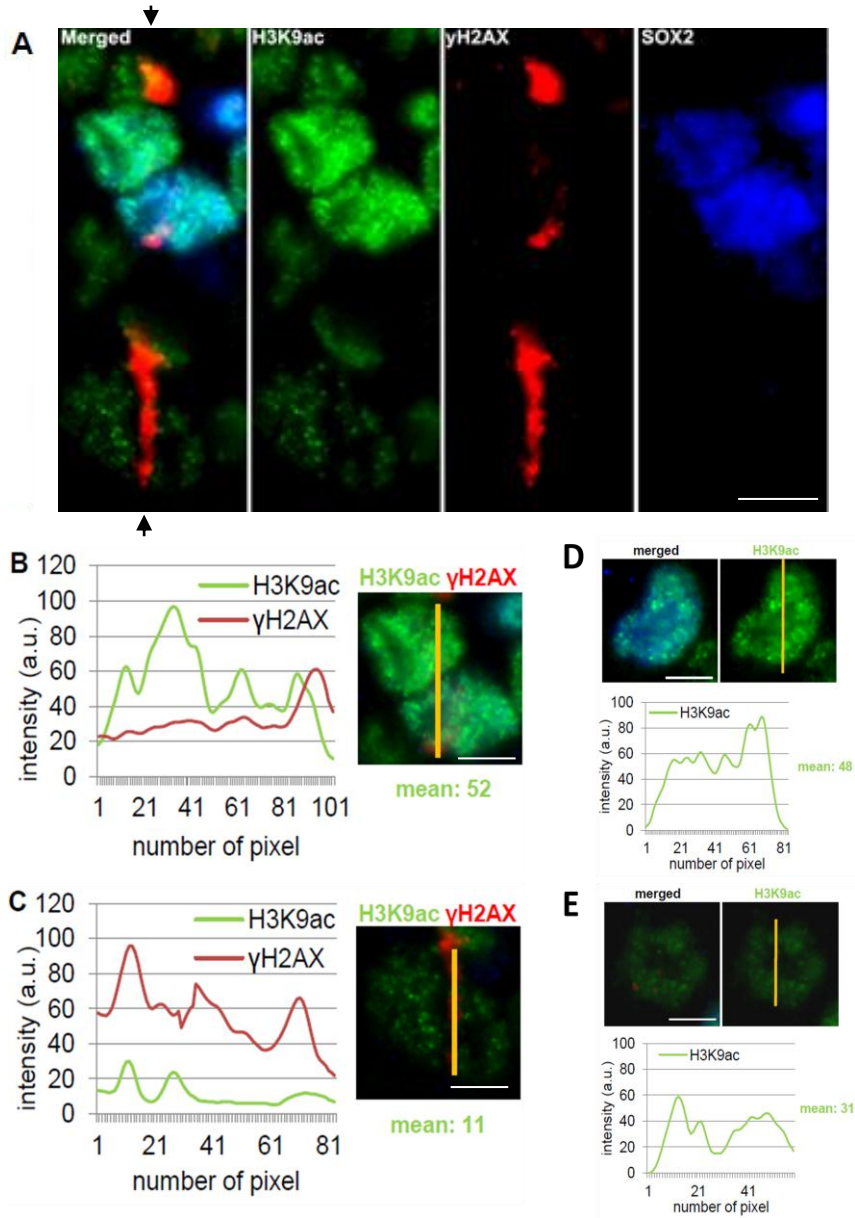 A
Merged H3K9ac γH2AX SOX2
B
120
100
80
60
40
20
0
intensity (a.u.)
H3K9ac
γH2AX
1 21 41 61 81 101
number of pixel
H3K9ac γH2AX
mean: 52
C
120
100
80
60
40
20
0
intensity (a.u.)
H3K9ac
γH2AX
1 21 41 61 81
number of pixel
H3K9ac γH2AX
mean: 11
D
merged H3K9ac
100
80
60
40
20
0
intensity (a.u.)
H3K9ac
1 21 41 61 81
number of pixel
mean: 48
E
merged H3K9ac
100
80
60
40
20
0
intensity (a.u.)
H3K9ac
1 21 41
number of pixel
mean: 31